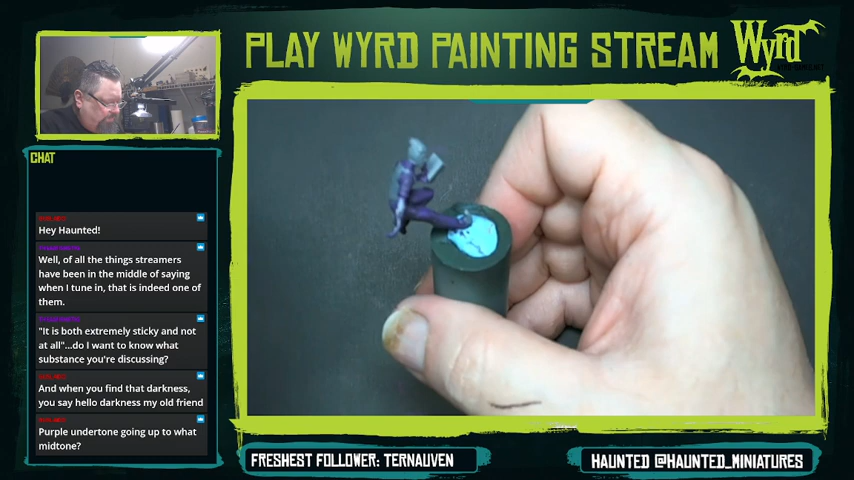 PLAY WYRD PAINTING STREAM
Wyrd
CHAT
Hey Haunted!
Well, of all the things streamers
have been in the middle of saying
when I tune in, that is indeed one of
them.
"It is both extremely sticky and not
at all"...do I want to know what
substance you're discussing?
And when you find that darkness,
you say hello darkness my old friend
Purple undertone going up to what
midtone?
FRESHEST FOLLOWER: TERNAUVEN
HAUNTED @HAUNTED_MINIATURES